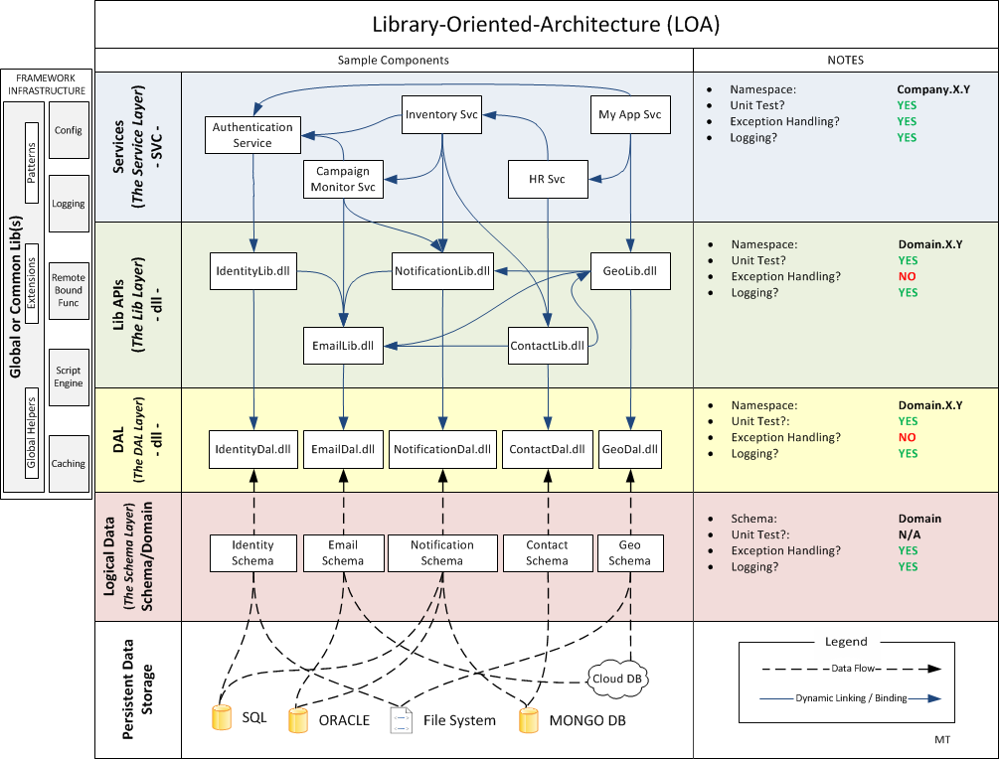 Library-Oriented-Architecture (LOA)
Sample Components
NOTES
FRAMEWORK
INFRASTRUCTURE
Global or Common Lib(s)
Patterns
Extensions
Global Helpers
Config
Logging
Remote
Bound
Func
Script
Engine
Caching
Services
(The Service Layer)
- SVC -
Authentication
Service
Inventory Svc
My App Svc
Campaign
Monitor Svc
HR Svc
• Namespace: Company.X.Y
• Unit Test? YES
• Exception Handling? YES
• Logging? YES
Lib APIs
(The Lib Layer)
- dll -
IdentityLib.dll
NotificationLib.dll
GeoLib.dll
EmailLib.dll
ContactLib.dll
• Namespace: Domain.X.Y
• Unit Test? YES
• Exception Handling? NO
• Logging? YES
DAL
(The DAL Layer)
- dll -
IdentityDal.dll
EmailDal.dll
NotificationDal.dll
ContactDal.dll
GeoDal.dll
• Namespace: Domain.X.Y
• Unit Test?: YES
• Exception Handling? NO
• Logging? YES
Logical Data
(The Schema Layer)
Schema/Domain
Identity
Schema
Email
Schema
Notification
Schema
Contact
Schema
Geo
Schema
• Schema: Domain
• Unit Test?: N/A
• Exception Handling? YES
• Logging? YES
Persistent Data
Storage
Cloud DB
SQL
ORACLE
File System
MONGO DB
Legend
Data Flow
Dynamic Linking / Binding
MT